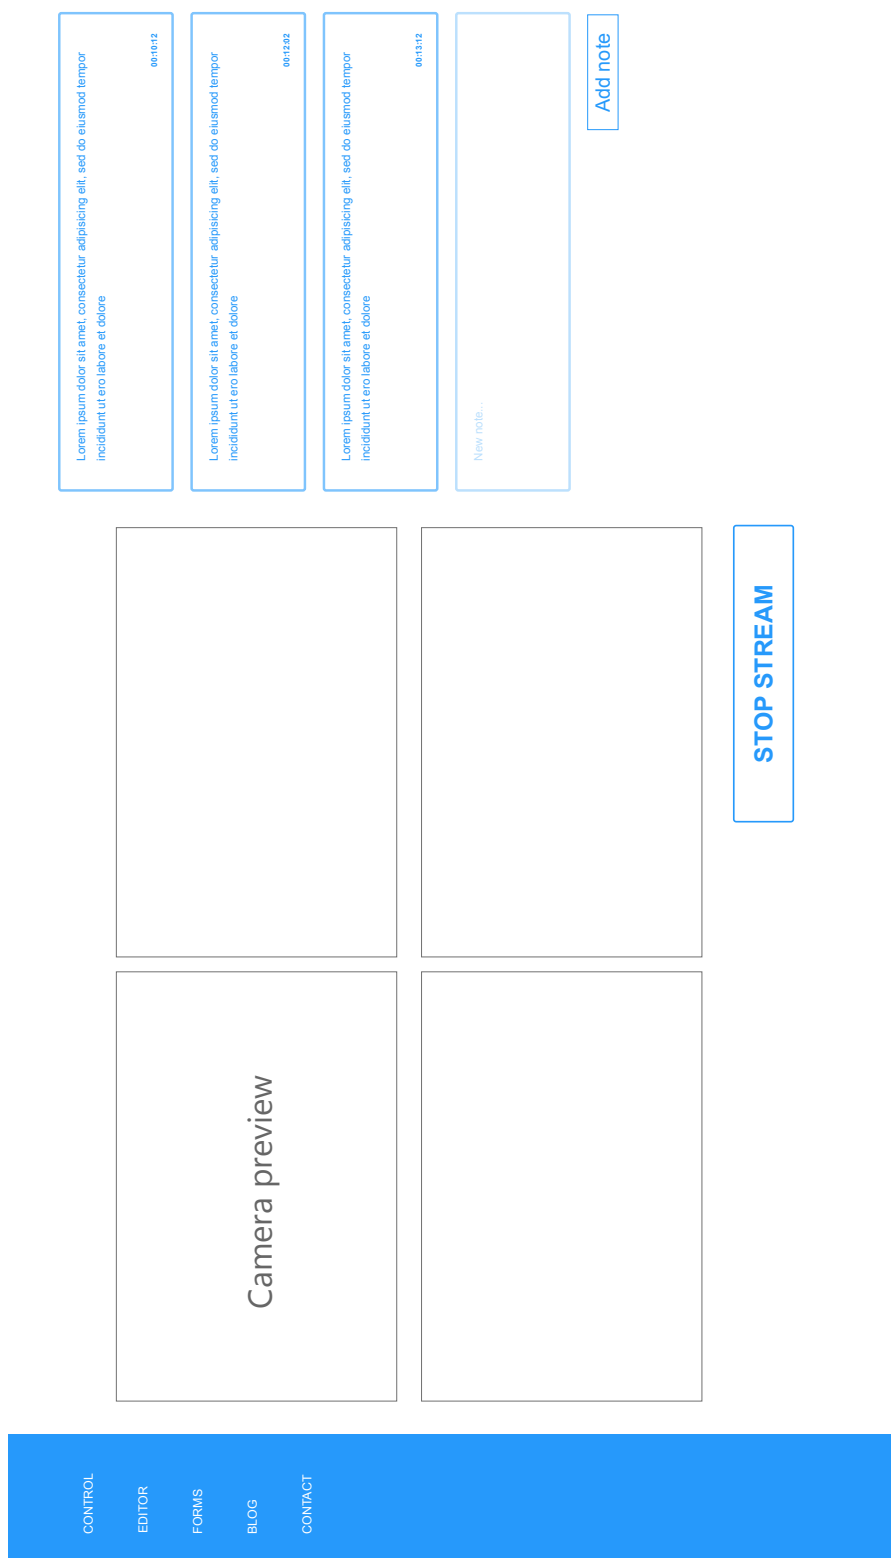 CONTROL
EDITOR
FORMS
BLOG
CONTACT
Camera preview
STOP STREAM
Lorem ipsum dolor sit amet, consectetur adipisicing elit, sed do eiusmod tempor
incididunt ut ero labore et dolore
00:10:12
Lorem ipsum dolor sit amet, consectetur adipisicing elit, sed do eiusmod tempor
incididunt ut ero labore et dolore
00:12:02
Lorem ipsum dolor sit amet, consectetur adipisicing elit, sed do eiusmod tempor
incididunt ut ero labore et dolore
00:13:12
New note...
Add note